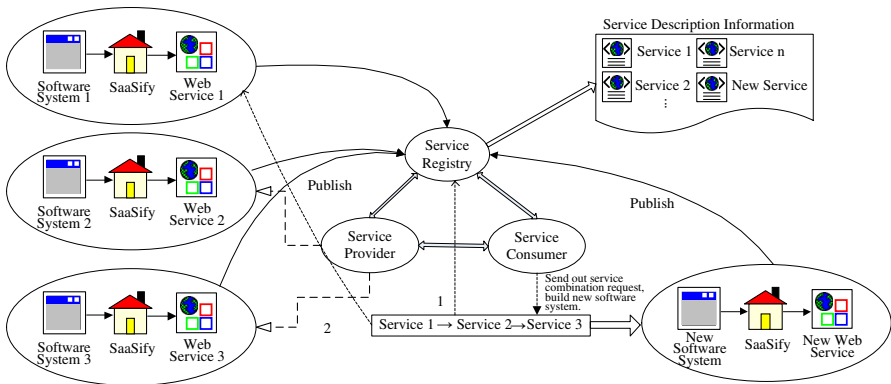 Service Description Information
Service 1
Service n
Service 2
New Service
⋮
Software
System 1
SaaSify
Web
Service 1
Service
Registry
Software
System 2
SaaSify
Web
Service 2
Publish
Publish
Service
Provider
Service
Consumer
Send out service
combination request,
build new software
system.
1
2
Service 1 → Service 2→Service 3
Software
System 3
SaaSify
Web
Service 3
New
Software
System
SaaSify
New Web
Service